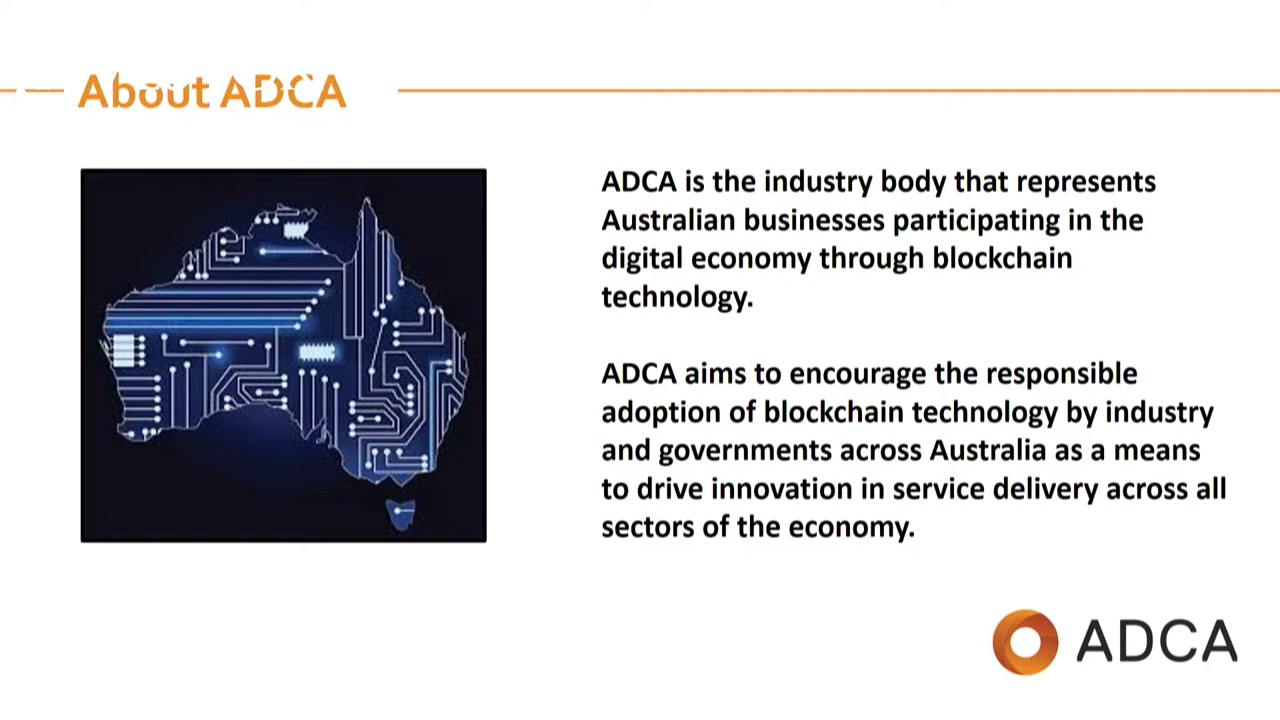 About ADCA
ADCA is the industry body that represents
Australian businesses participating in the
digital economy through blockchain
technology.
ADCA aims to encourage the responsible
adoption of blockchain technology by industry
and governments across Australia as a means
to drive innovation in service delivery across all
sectors of the economy.
ADCA